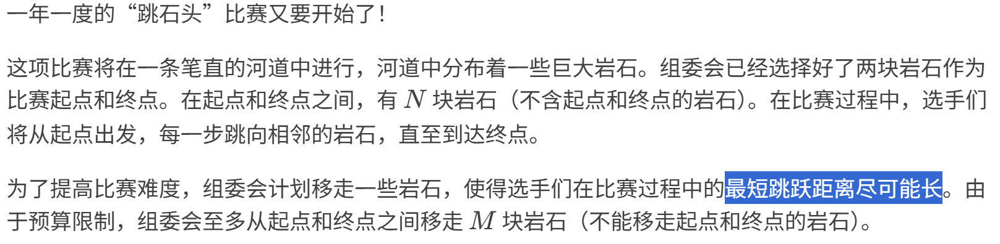 一年一度的“跳石头”比赛又要开始了！
这项比赛将在一条笔直的河道中进行，河道中分布着一些巨大岩石。组委会已经选择好了两块岩石作为
比赛起点和终点。在起点和终点之间，有 N 块岩石（不含起点和终点的岩石）。在比赛过程中，选手们
将从起点出发，每一步跳向相邻的岩石，直至到达终点。
为了提高比赛难度，组委会计划移走一些岩石，使得选手们在比赛过程中的最短跳跃距离尽可能长。由
于预算限制，组委会至多从起点和终点之间移走 M 块岩石（不能移走起点和终点的岩石）。